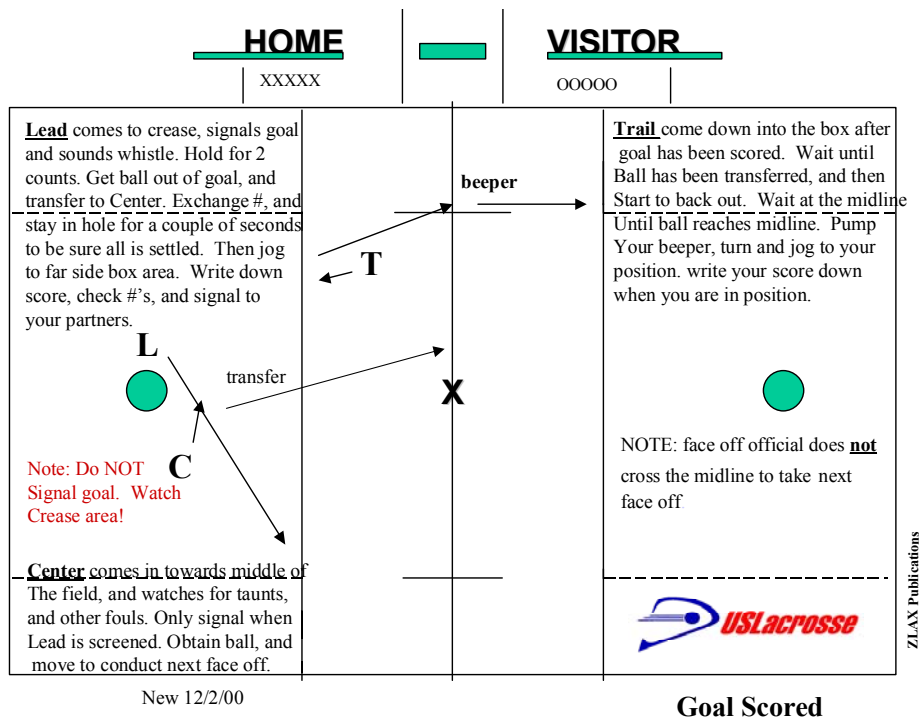 HOME
VISITOR
XXXXX
OOOOO
Lead comes to crease, signals goal
and sounds whistle. Hold for 2
counts. Get ball out of goal, and
transfer to Center. Exchange #, and
stay in hole for a couple of seconds
to be sure all is settled. Then jog
to far side box area. Write down
score, check #'s, and signal to
your partners.
beeper
Trail come down into the box after
goal has been scored. Wait until
Ball has been transferred, and then
Start to back out. Wait at the midline
Until ball reaches midline. Pump
Your beeper, turn and jog to your
position. write your score down
when you are in position.
T
L
transfer
X
C
Note: Do NOT
Signal goal. Watch
Crease area!
NOTE: face off official does not
cross the midline to take next
face off
Center comes in towards middle of
The field, and watches for taunts,
and other fouls. Only signal when
Lead is screened. Obtain ball, and
move to conduct next face off.
USLacrosse
ZLAX Publications
New 12/2/00
Goal Scored